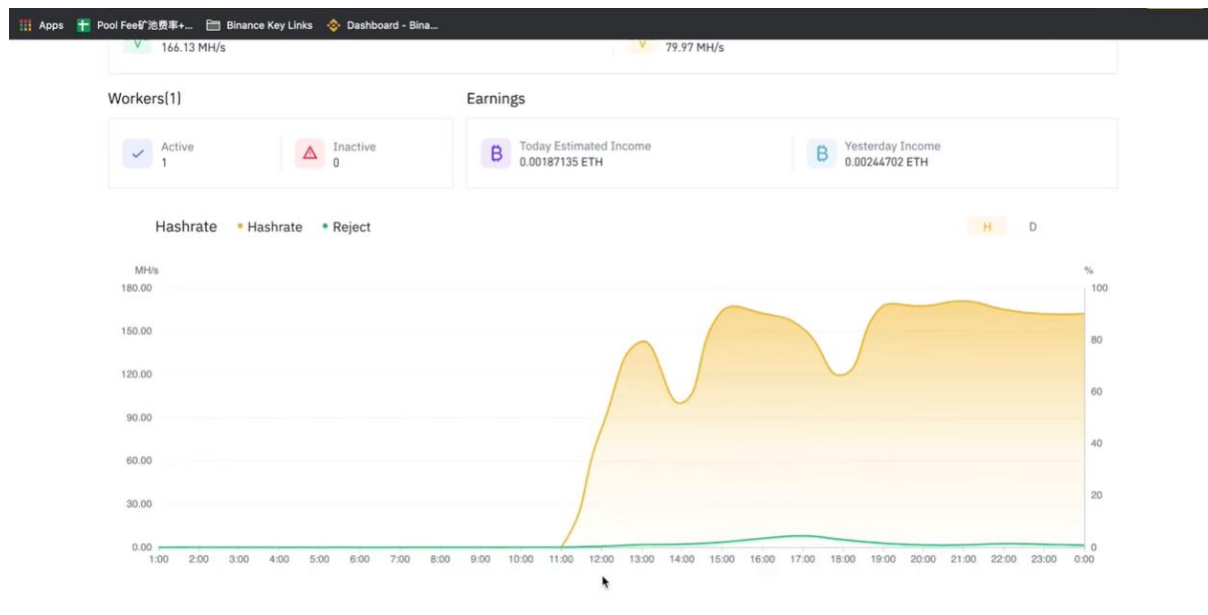 Apps Pool Fee矿池费率+... Binance Key Links Dashboard - Bina...
166.13 MH/s 79.97 MH/s
Workers(1) Earnings
Active Inactive Today Estimated Income Yesterday Income
1 0 0.00187135 ETH 0.00244702 ETH
Hashrate Hashrate Reject H D
MH/s %
180.00 100
150.00
80
120.00
60
90.00
40
60.00
20
30.00
0.00 0
1:00 2:00 3:00 4:00 5:00 6:00 7:00 8:00 9:00 10:00 11:00 12:00 13:00 14:00 15:00 16:00 17:00 18:00 19:00 20:00 21:00 22:00 23:00 0:00